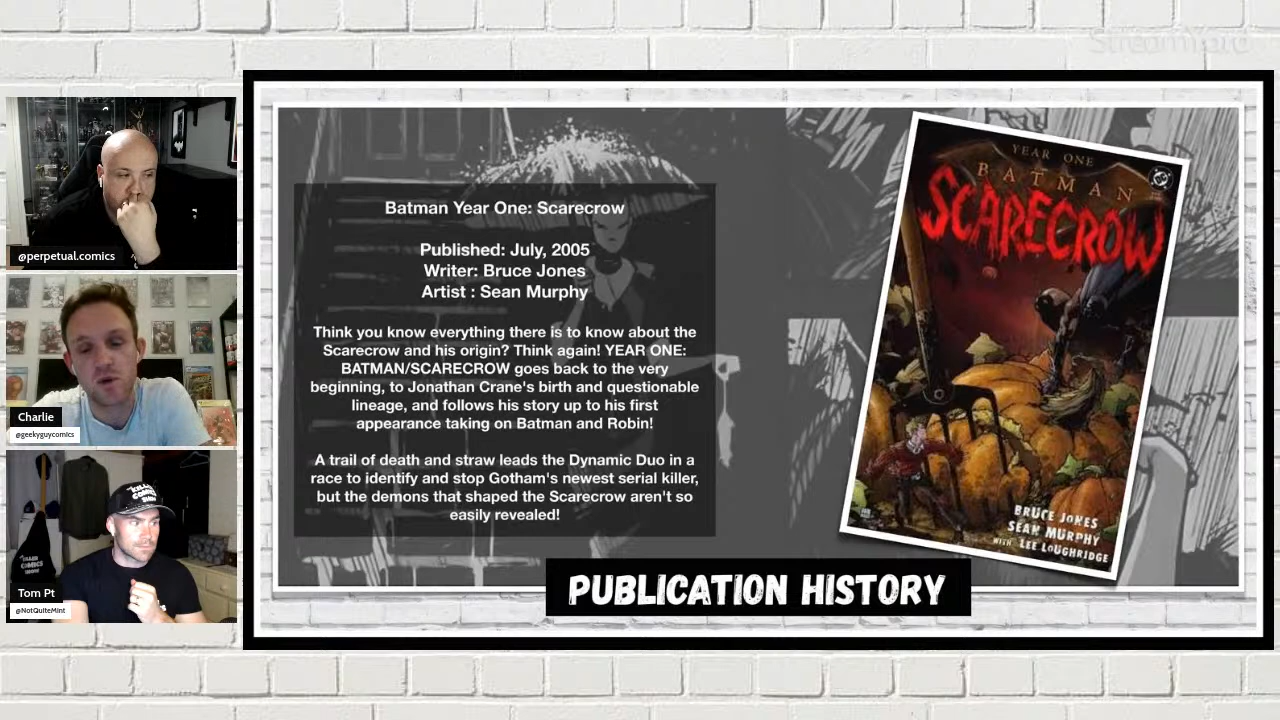 StreamYard
@perpetual.comics
Charlie
@geekyguycomics
Tom Pt
@NotQuiteMint
Batman Year One: Scarecrow
Published: July, 2005
Writer: Bruce Jones
Artist : Sean Murphy
Think you know everything there is to know about the
Scarecrow and his origin? Think again! YEAR ONE:
BATMAN/SCARECROW goes back to the very
beginning, to Jonathan Crane's birth and questionable
lineage, and follows his story up to his first
appearance taking on Batman and Robin!
A trail of death and straw leads the Dynamic Duo in a
race to identify and stop Gotham's newest serial killer,
but the demons that shaped the Scarecrow aren't so
easily revealed!
YEAR ONE
BATMAN
SCARECROW
BRUCE JONES
SEAN MURPHY
WITH LEE LOUGHRIDGE
PUBLICATION HISTORY